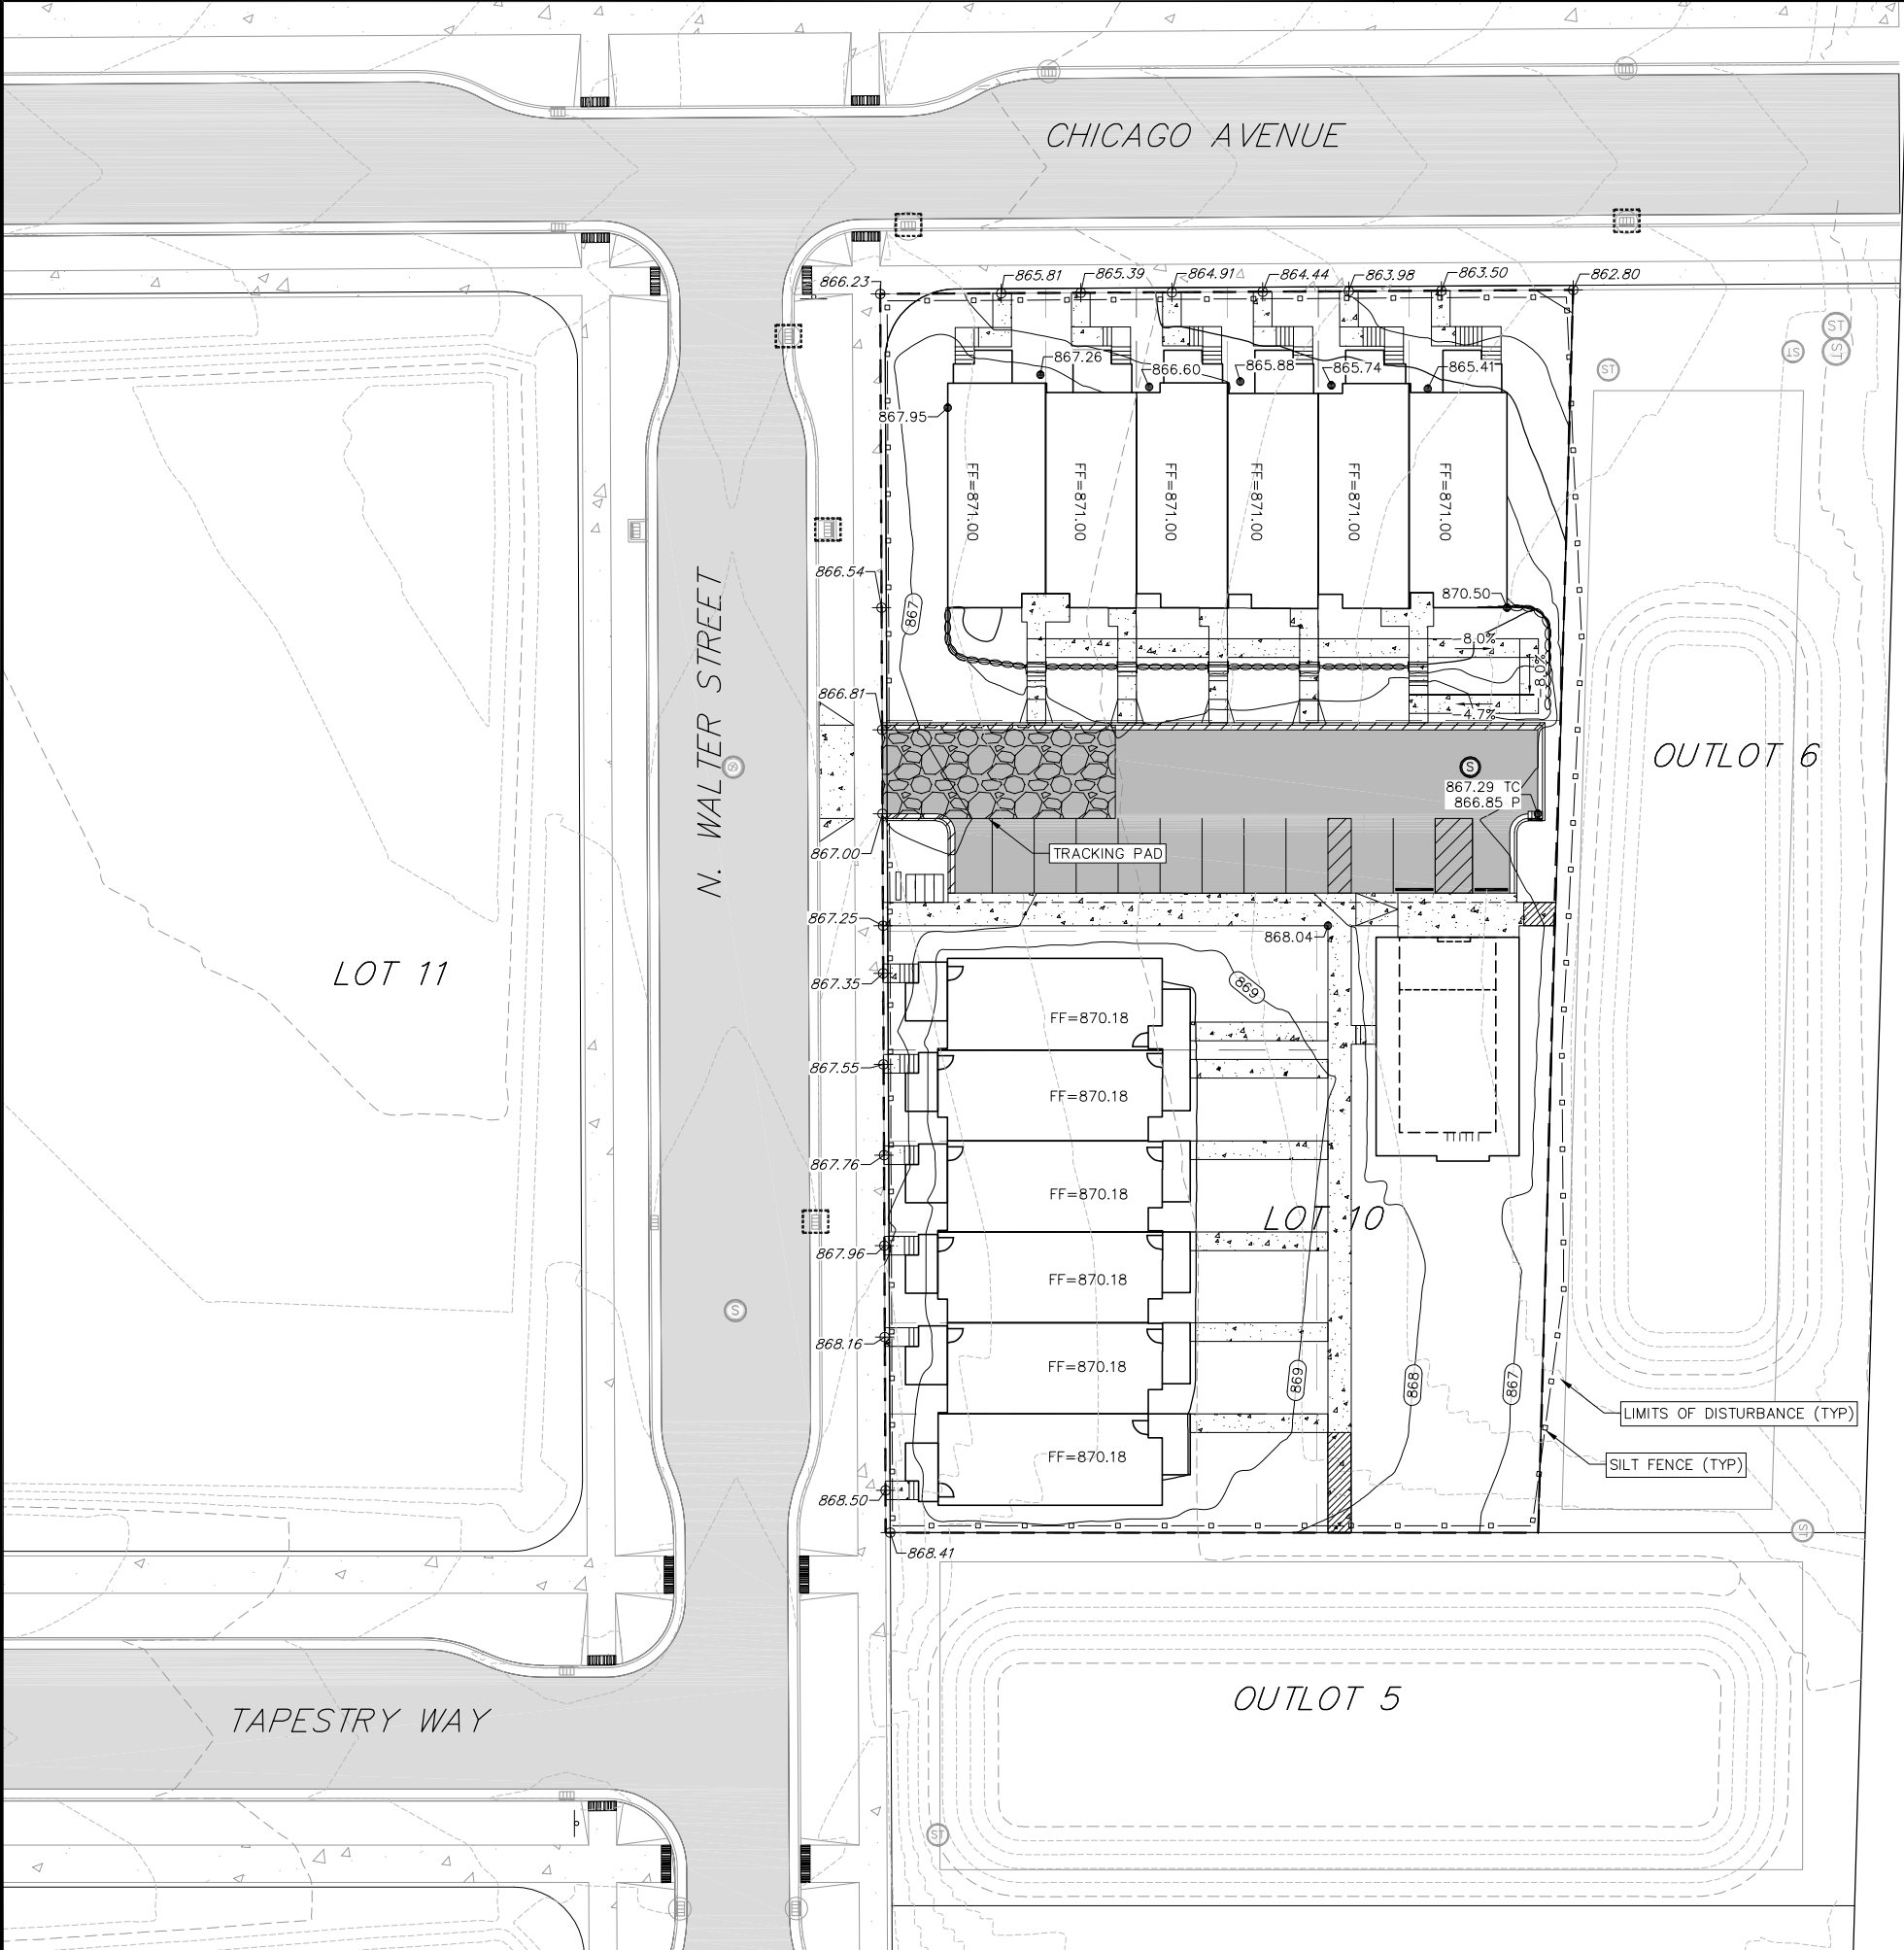 CHICAGO AVENUE
866.23
865.81
865.39
864.91
864.44
863.98
863.50
862.80
ST
ST
ST
ST
867.26
866.60
865.88
865.74
865.41
867.95
FF=871.00
FF=871.00
FF=871.00
FF=871.00
FF=871.00
FF=871.00
866.54
867
870.50
8.0%
8.0%
4.7%
N. WALTER STREET
866.81
S
867.29 TC
866.85 P
OUTLOT 6
867.00
TRACKING PAD
867.25
868.04
LOT 11
867.35
869
FF=870.18
867.55
FF=870.18
867.76
FF=870.18
LOT 10
867.96
FF=870.18
S
868.16
FF=870.18
869
868
867
LIMITS OF DISTURBANCE (TYP)
FF=870.18
SILT FENCE (TYP)
868.50
868.41
ST
TAPESTRY WAY
OUTLOT 5
ST